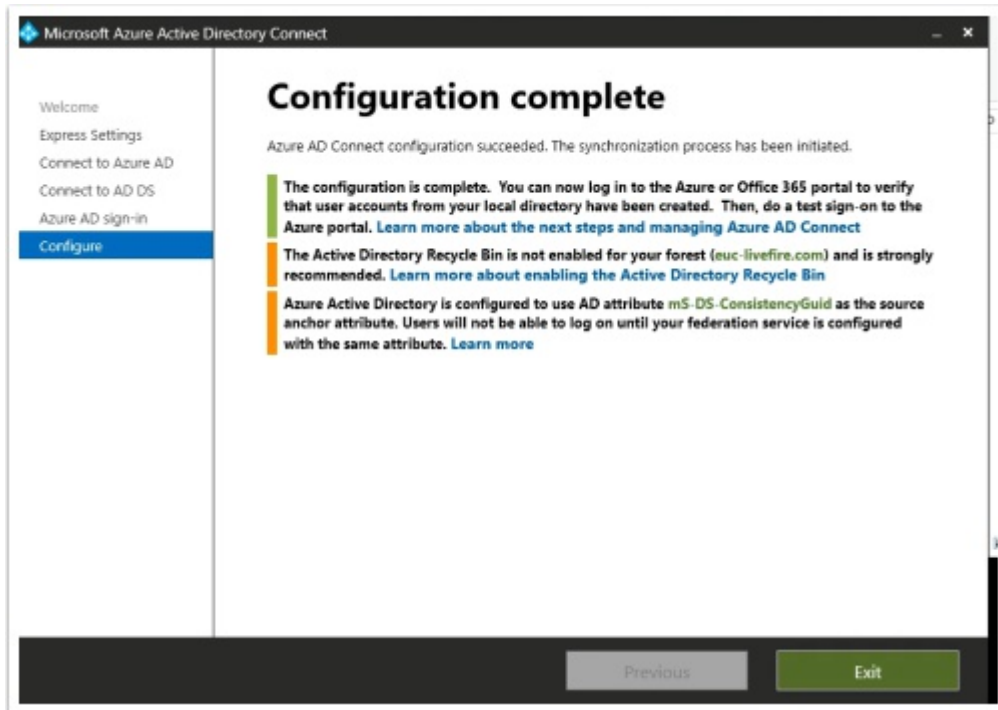 Microsoft Azure Active Directory Connect
Welcome
Express Settings
Connect to Azure AD
Connect to AD DS
Azure AD sign-in
Configure
Configuration complete
Azure AD Connect configuration succeeded. The synchronization process has been initiated.
The configuration is complete. You can now log in to the Azure or Office 365 portal to verify
that user accounts from your local directory have been created. Then, do a test sign-on to the
Azure portal. Learn more about the next steps and managing Azure AD Connect
The Active Directory Recycle Bin is not enabled for your forest (euc-livefire.com) and is strongly
recommended. Learn more about enabling the Active Directory Recycle Bin
Azure Active Directory is configured to use AD attribute mS-DS-ConsistencyGuid as the source
anchor attribute. Users will not be able to log on until your federation service is configured
with the same attribute. Learn more
Previous
Exit